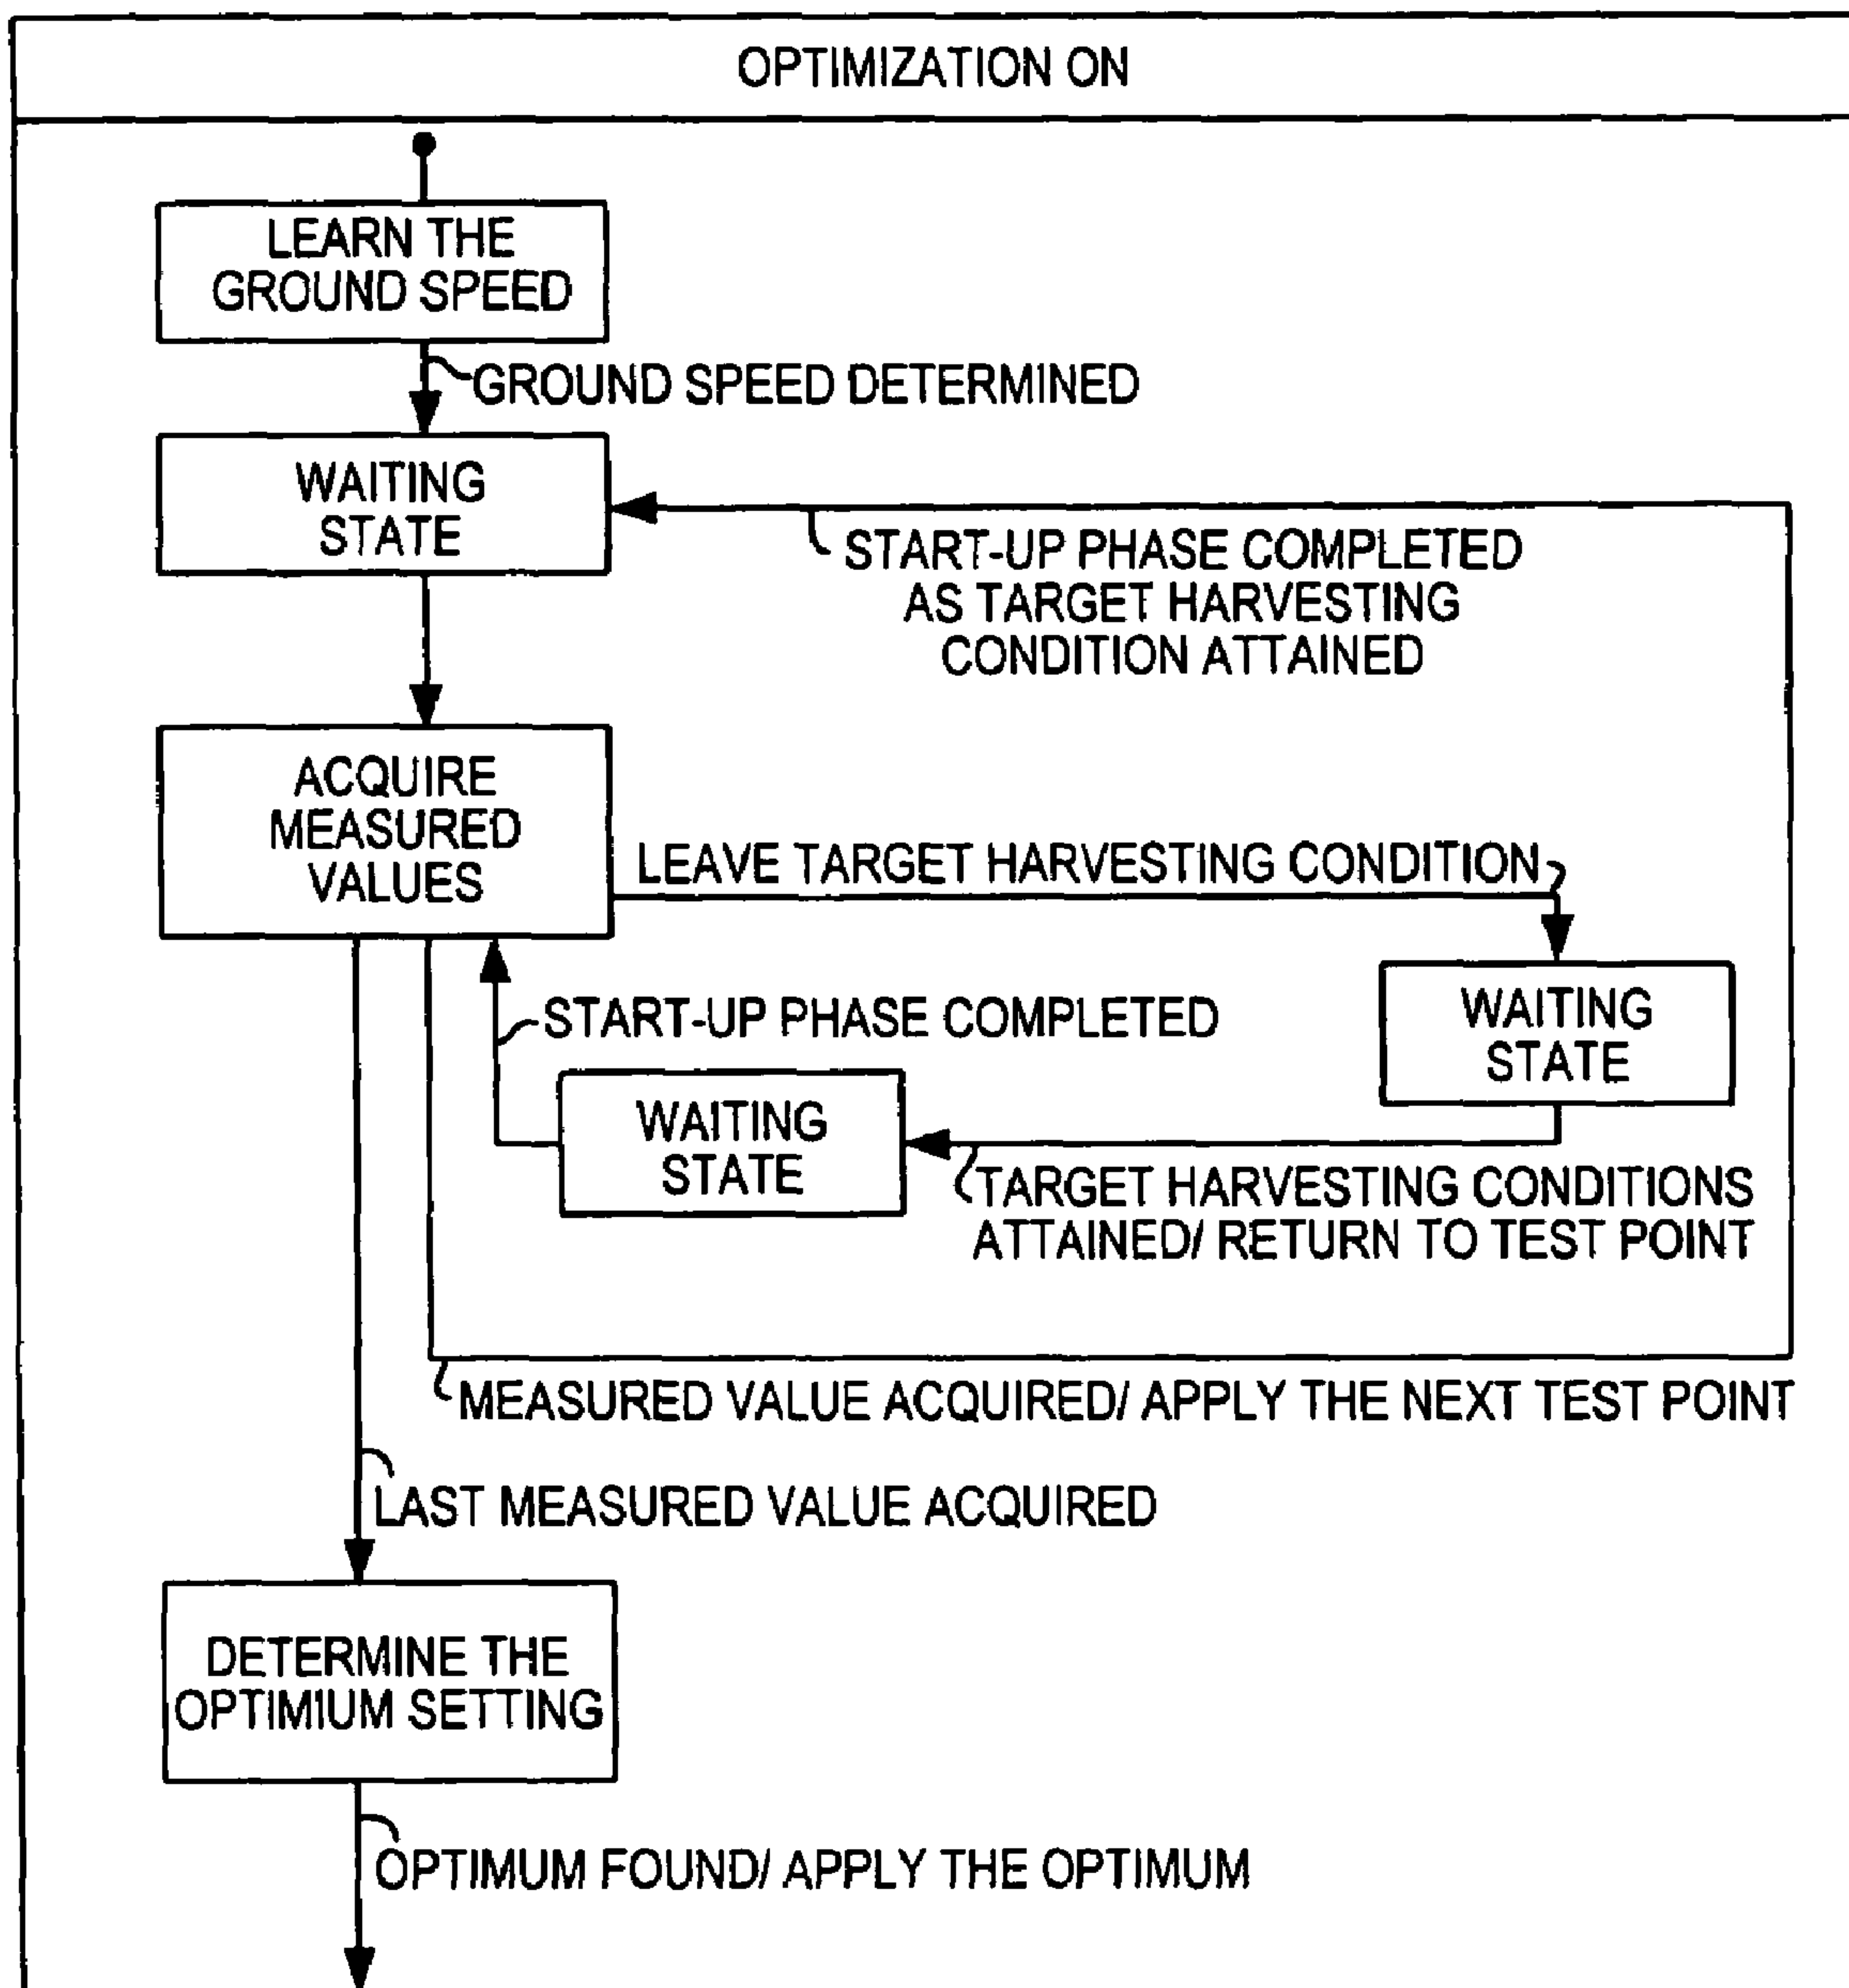 OPTIMIZATION ON
LEARN THE
GROUND SPEED
GROUND SPEED DETERMINED
WAITING
STATE
START-UP PHASE COMPLETED
AS TARGET HARVESTING
CONDITION ATTAINED
ACQUIRE
MEASURED
VALUES
LEAVE TARGET HARVESTING CONDITION
WAITING
STATE
START-UP PHASE COMPLETED
WAITING
STATE
TARGET HARVESTING CONDITIONS
ATTAINED/ RETURN TO TEST POINT
MEASURED VALUE ACQUIRED/ APPLY THE NEXT TEST POINT
LAST MEASURED VALUE ACQUIRED
DETERMINE THE
OPTIMIUM SETTING
OPTIMUM FOUND/ APPLY THE OPTIMUM